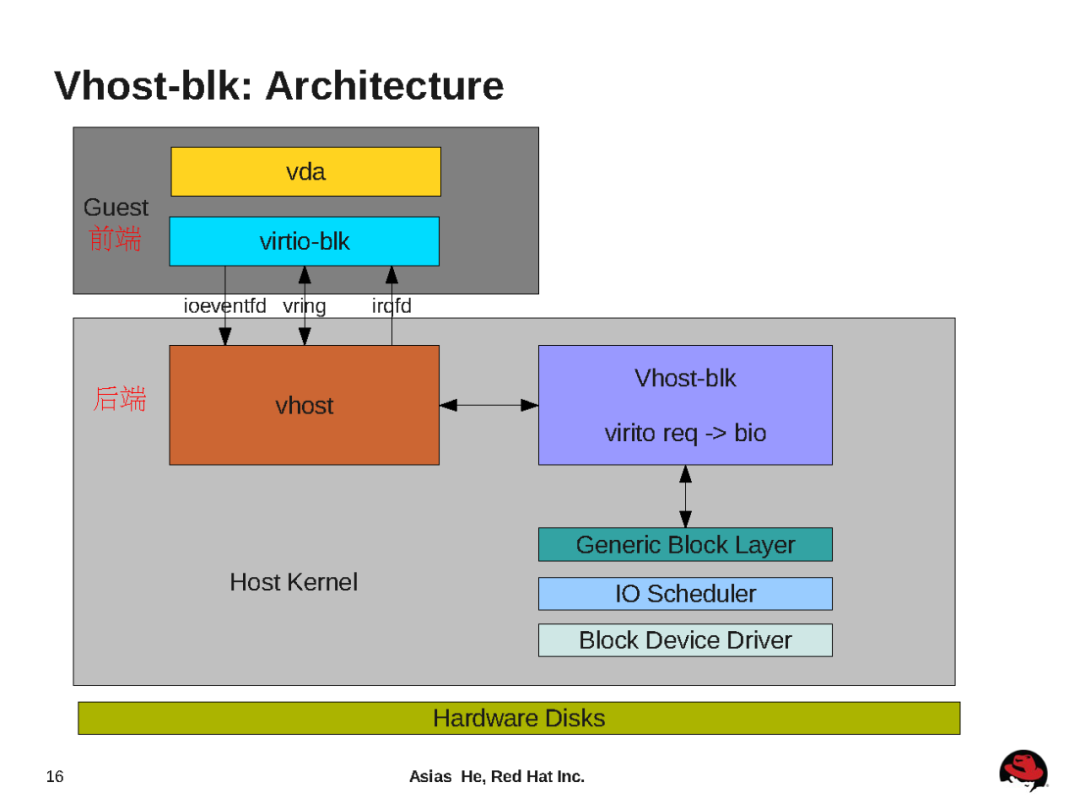 Vhost-blk: Architecture
vda
Guest
前端
virtio-blk
ioeventfd vring irqfd
后端
vhost
Vhost-blk
virito req -> bio
Generic Block Layer
Host Kernel
IO Scheduler
Block Device Driver
Hardware Disks
16
Asias He, Red Hat Inc.